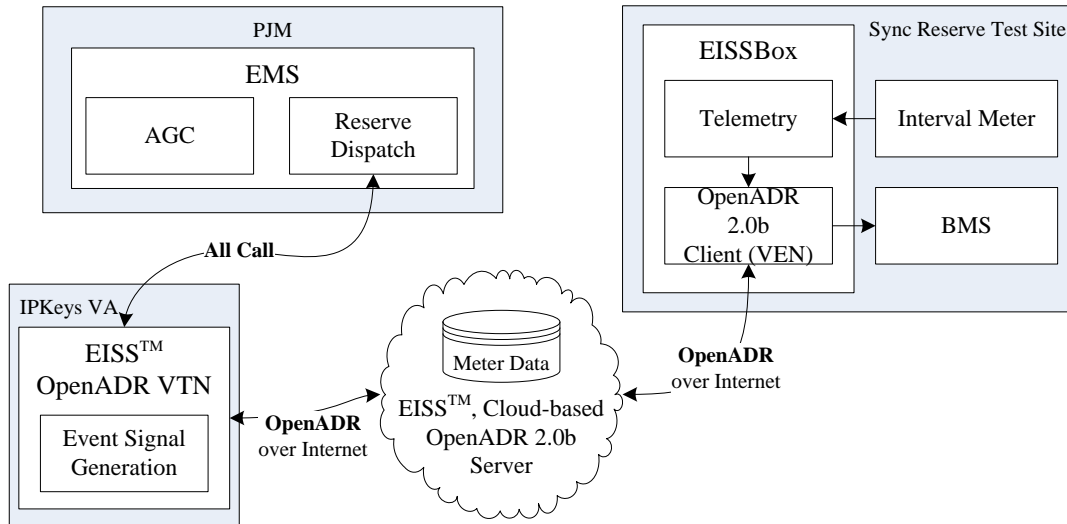 PJM
EMS
AGC
Reserve
Dispatch
All Call
IPKeys VA
EISS™
OpenADR VTN
Event Signal
Generation
OpenADR
over Internet
Meter Data
EISS™, Cloud-based
OpenADR 2.0b
Server
OpenADR
over Internet
Sync Reserve Test Site
EISSBox
Telemetry
Interval Meter
OpenADR
2.0b
Client (VEN)
BMS